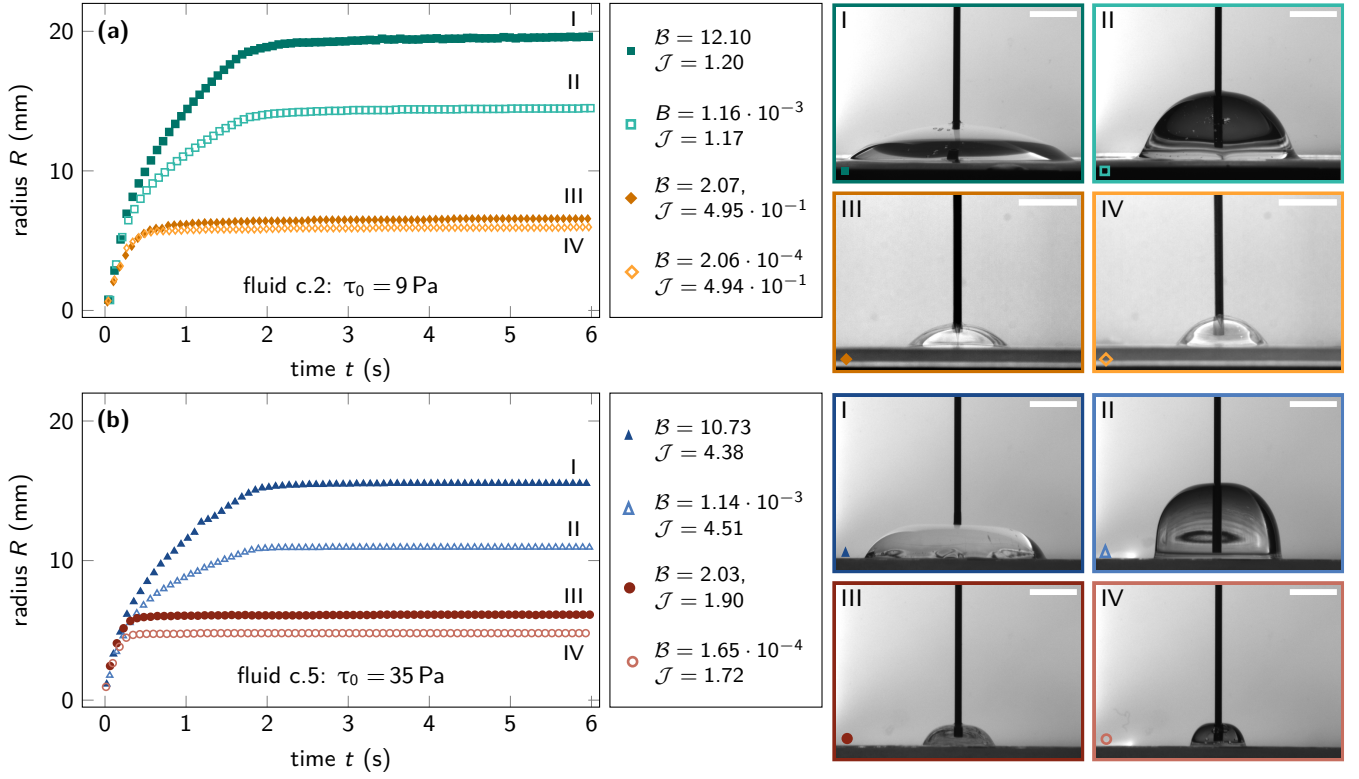 (a)
radius R (mm)
20
10
0
I
II
III
IV
fluid c.2: τ₀ = 9 Pa
0 1 2 3 4 5 6
time t (s)
ℬ = 12.10
𝒥 = 1.20
B = 1.16 · 10⁻³
𝒥 = 1.17
ℬ = 2.07,
𝒥 = 4.95 · 10⁻¹
ℬ = 2.06 · 10⁻⁴
𝒥 = 4.94 · 10⁻¹
I
II
III
IV
(b)
radius R (mm)
20
10
0
I
II
III
IV
fluid c.5: τ₀ = 35 Pa
0 1 2 3 4 5 6
time t (s)
ℬ = 10.73
𝒥 = 4.38
ℬ = 1.14 · 10⁻³
𝒥 = 4.51
ℬ = 2.03,
𝒥 = 1.90
ℬ = 1.65 · 10⁻⁴
𝒥 = 1.72
I
II
III
IV